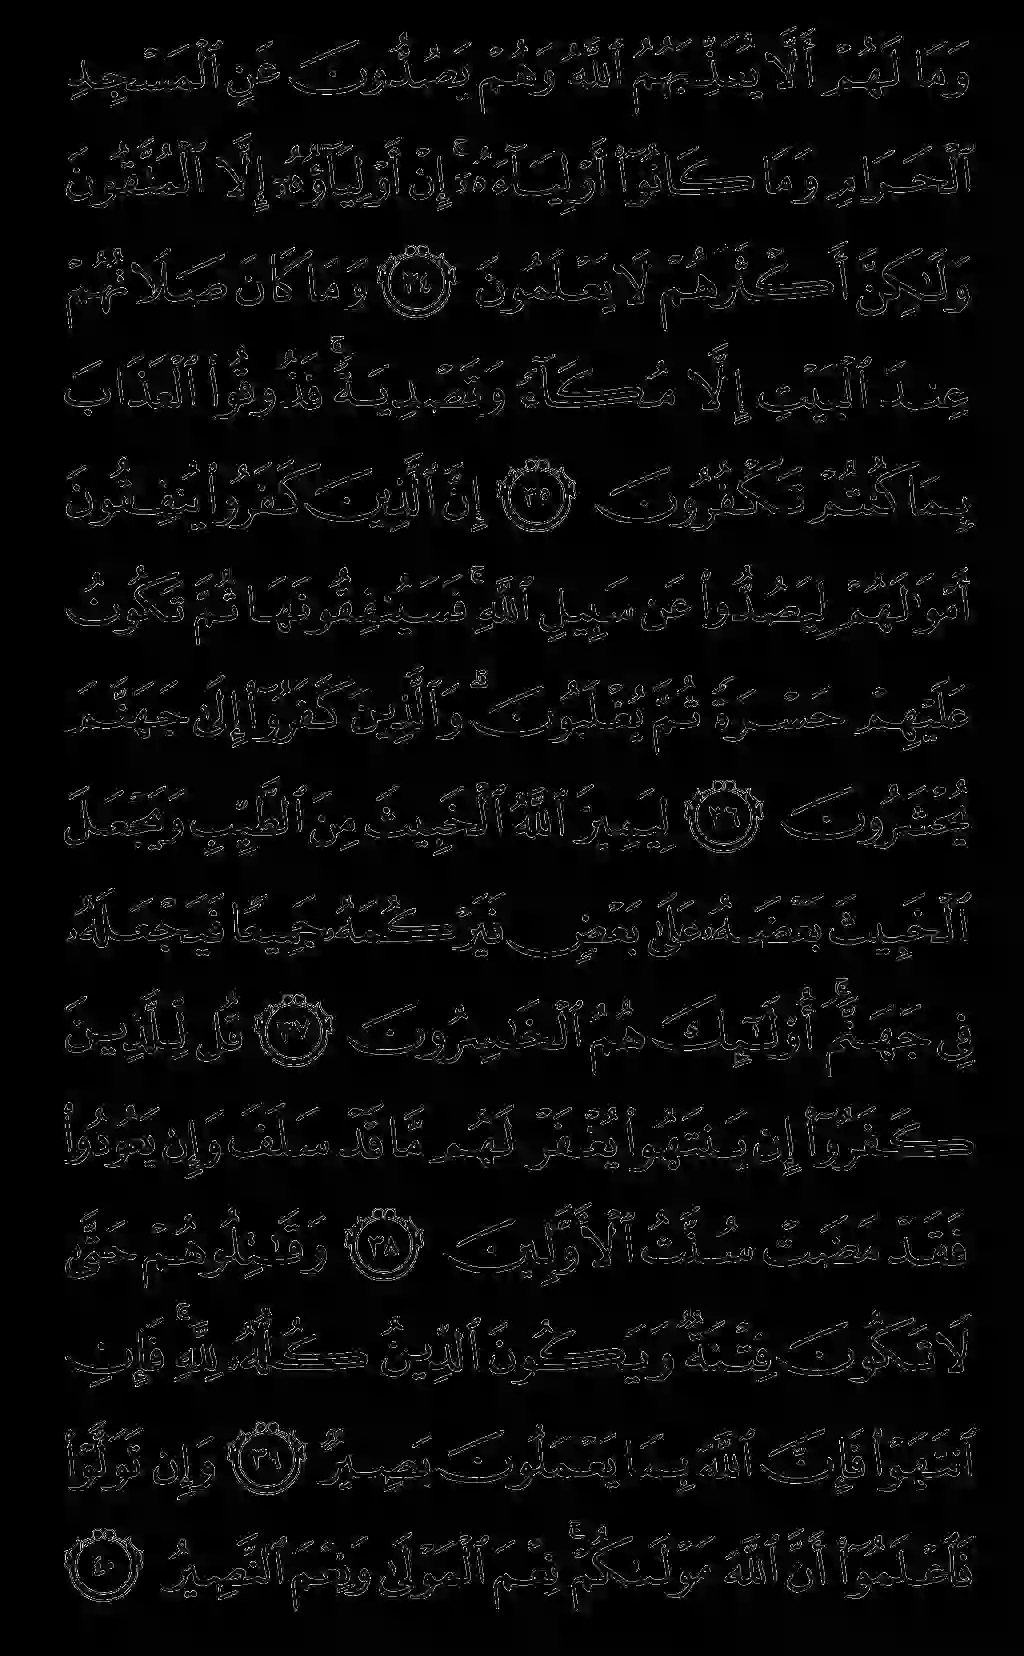 وَمَا لَهُمْ أَلَّا يُعَذِّبَهُمُ ٱللَّهُ وَهُمْ يَصُدُّونَ عَنِ ٱلْمَسْجِدِ
ٱلْحَرَامِ وَمَا كَانُوٓا۟ أَوْلِيَآءَهُۥٓ ۚ إِنْ أَوْلِيَآؤُهُۥٓ إِلَّا ٱلْمُتَّقُونَ
وَلَـٰكِنَّ أَكْثَرَهُمْ لَا يَعْلَمُونَ ٣٤ وَمَا كَانَ صَلَاتُهُمْ
عِندَ ٱلْبَيْتِ إِلَّا مُكَآءً وَتَصْدِيَةً ۚ فَذُوقُوا۟ ٱلْعَذَابَ
بِمَا كُنتُمْ تَكْفُرُونَ ٣٥ إِنَّ ٱلَّذِينَ كَفَرُوا۟ يُنفِقُونَ
أَمْوَٰلَهُمْ لِيَصُدُّوا۟ عَن سَبِيلِ ٱللَّهِ ۚ فَسَيُنفِقُونَهَا ثُمَّ تَكُونُ
عَلَيْهِمْ حَسْرَةً ثُمَّ يُغْلَبُونَ ۗ وَٱلَّذِينَ كَفَرُوٓا۟ إِلَىٰ جَهَنَّمَ
يُحْشَرُونَ ٣٦ لِيَمِيزَ ٱللَّهُ ٱلْخَبِيثَ مِنَ ٱلطَّيِّبِ وَيَجْعَلَ
ٱلْخَبِيثَ بَعْضَهُۥ عَلَىٰ بَعْضٍ فَيَرْكُمَهُۥ جَمِيعًا فَيَجْعَلَهُۥ
فِى جَهَنَّمَ ۚ أُو۟لَـٰٓئِكَ هُمُ ٱلْخَـٰسِرُونَ ٣٧ قُل لِّلَّذِينَ
كَفَرُوٓا۟ إِن يَنتَهُوا۟ يُغْفَرْ لَهُم مَّا قَدْ سَلَفَ وَإِن يَعُودُوا۟
فَقَدْ مَضَتْ سُنَّتُ ٱلْأَوَّلِينَ ٣٨ وَقَـٰتِلُوهُمْ حَتَّىٰ
لَا تَكُونَ فِتْنَةٌ وَيَكُونَ ٱلدِّينُ كُلُّهُۥ لِلَّهِ ۚ فَإِنِ
ٱنتَهَوْا۟ فَإِنَّ ٱللَّهَ بِمَا يَعْمَلُونَ بَصِيرٌ ٣٩ وَإِن تَوَلَّوْا۟
فَٱعْلَمُوٓا۟ أَنَّ ٱللَّهَ مَوْلَىٰكُمْ ۚ نِعْمَ ٱلْمَوْلَىٰ وَنِعْمَ ٱلنَّصِيرُ ٤٠